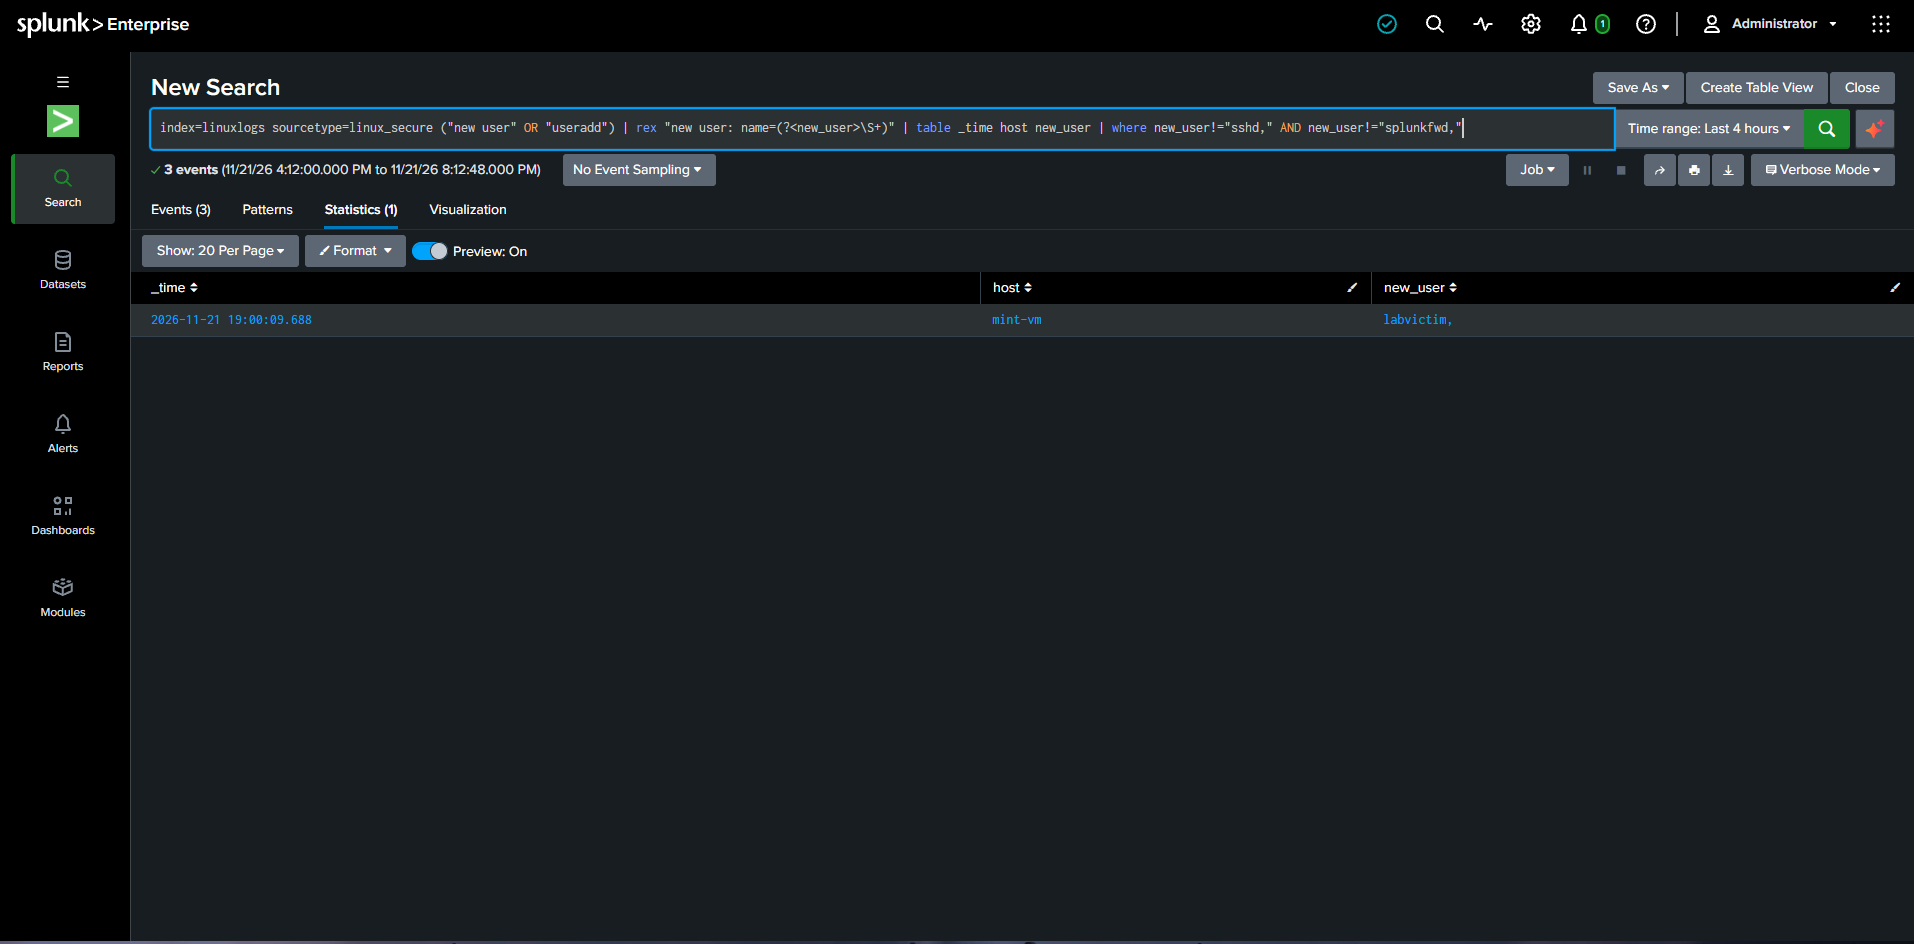 splunk>Enterprise
1
Administrator
New Search
Save As
Create Table View
Close
index=linuxlogs sourcetype=linux_secure ("new user" OR "useradd") | rex "new user: name=(?<new_user>\S+)" | table _time host new_user | where new_user!="sshd," AND new_user!="splunkfwd,"
Time range: Last 4 hours
3 events (11/21/26 4:12:00.000 PM to 11/21/26 8:12:48.000 PM)
No Event Sampling
Job
Verbose Mode
Events (3)
Patterns
Statistics (1)
Visualization
Show: 20 Per Page
Format
Preview: On
_time
host
new_user
2026-11-21 19:00:09.688
mint-vm
labvictim,
Search
Datasets
Reports
Alerts
Dashboards
Modules